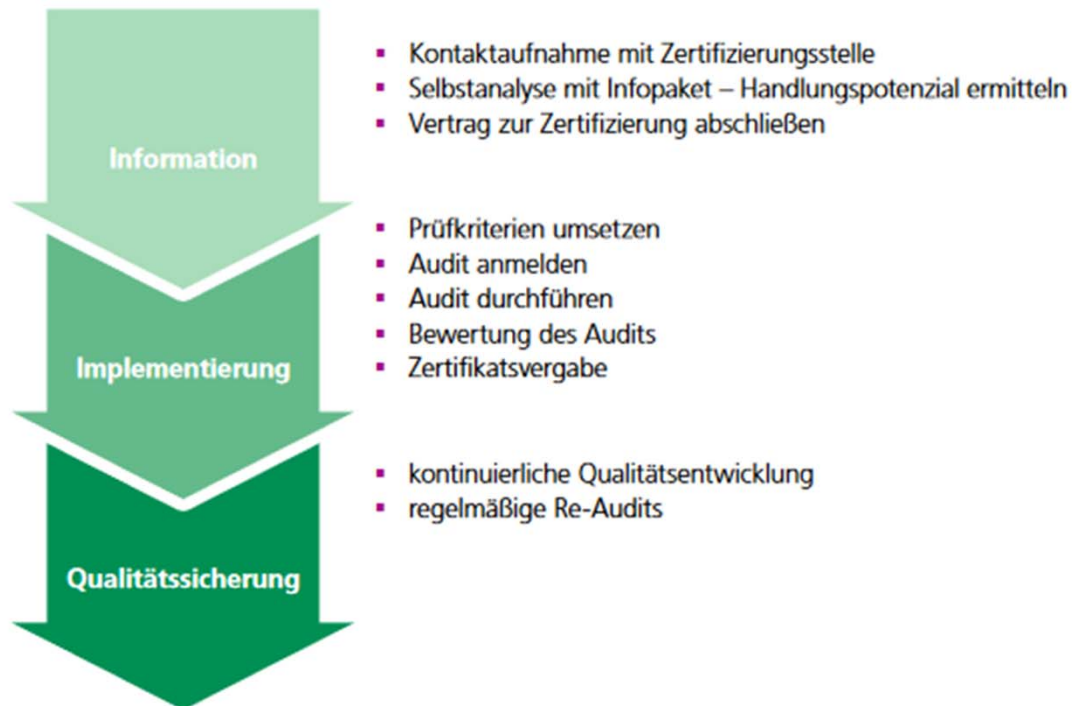 Information
▪ Kontaktaufnahme mit Zertifizierungsstelle
▪ Selbstanalyse mit Infopaket – Handlungspotenzial ermitteln
▪ Vertrag zur Zertifizierung abschließen
Implementierung
▪ Prüfkriterien umsetzen
▪ Audit anmelden
▪ Audit durchführen
▪ Bewertung des Audits
▪ Zertifikatsvergabe
Qualitätssicherung
▪ kontinuierliche Qualitätsentwicklung
▪ regelmäßige Re-Audits